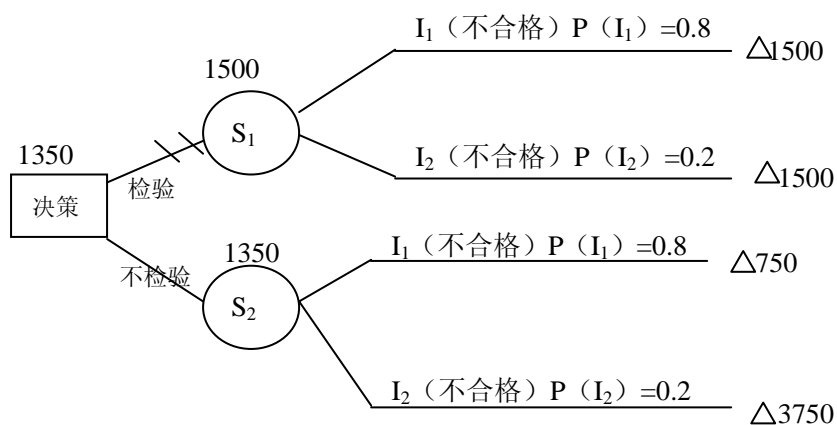 I₁（不合格）P（I₁）=0.8
△1500
1500
S₁
I₂（不合格）P（I₂）=0.2
△1500
1350
检验
决策
I₁（不合格）P（I₁）=0.8
△750
1350
不检验
S₂
I₂（不合格）P（I₂）=0.2
△3750